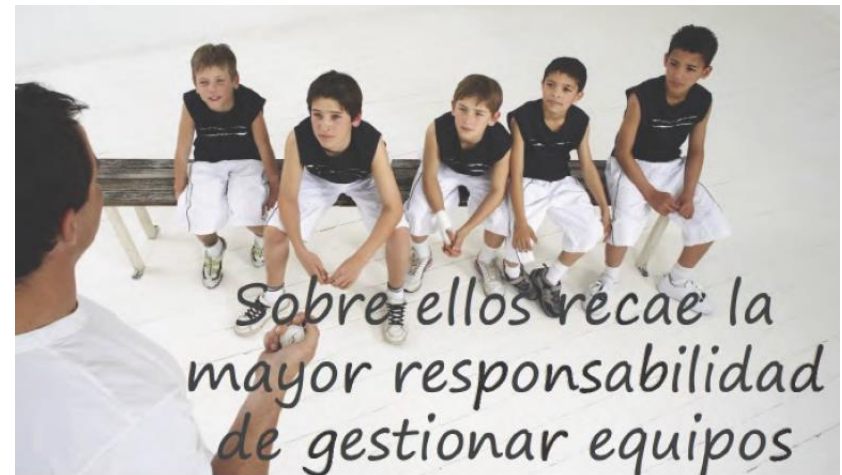 Sobre ellos recae la
mayor responsabilidad
de gestionar equipos